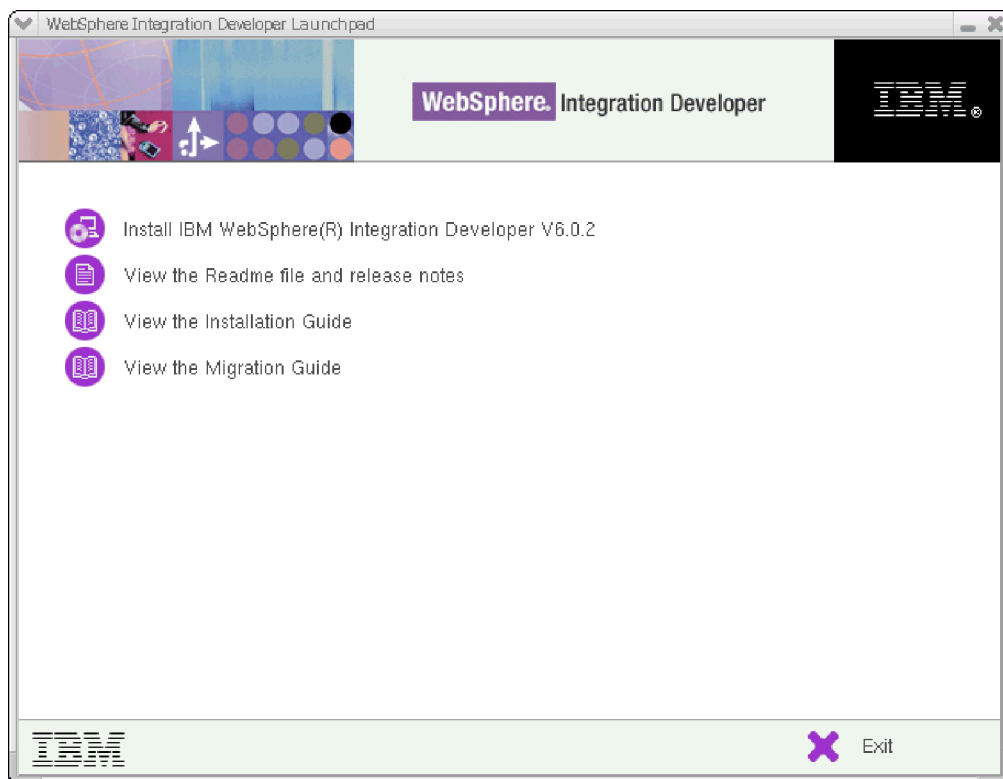 WebSphere Integration Developer Launchpad
WebSphere. Integration Developer
IBM®
Install IBM WebSphere(R) Integration Developer V6.0.2
View the Readme file and release notes
View the Installation Guide
View the Migration Guide
IBM
Exit